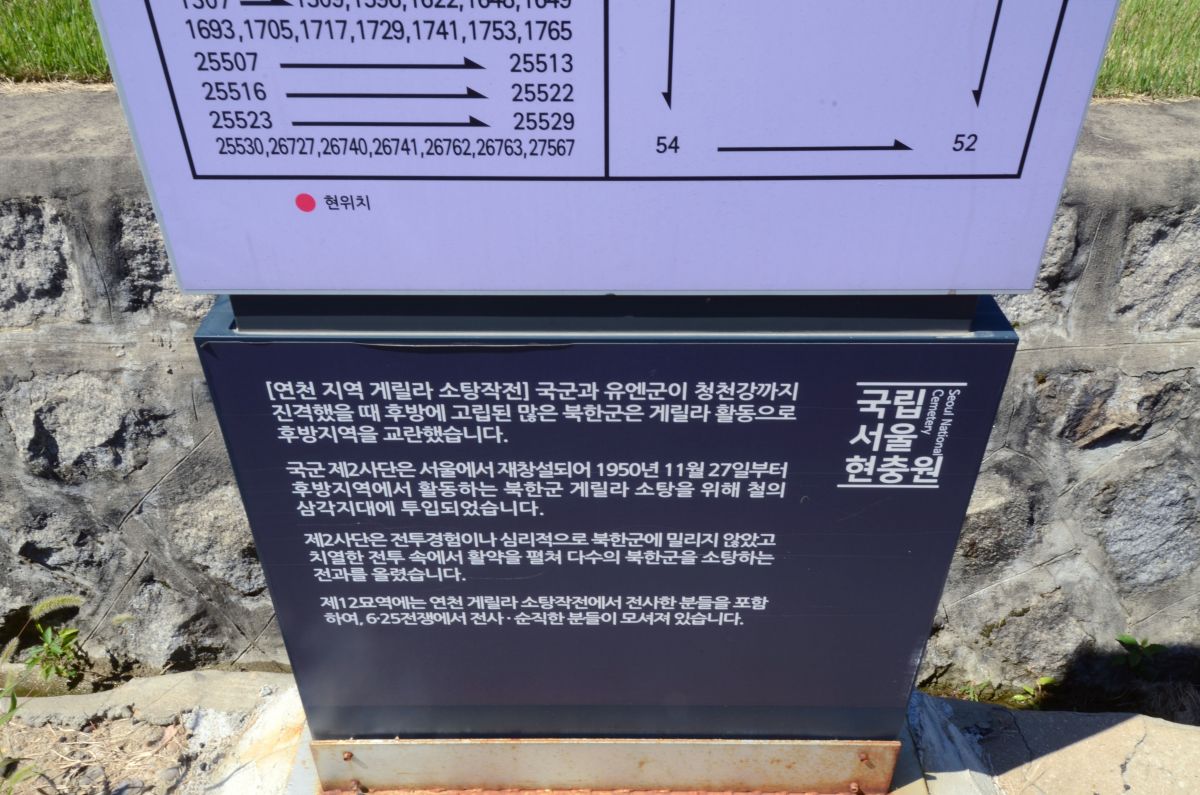 1693,1705,1717,1729,1741,1753,1765
25507 25513
25516 25522
25523 25529
25530,26727,26740,26741,26762,26763,27567
54 52
현위치
[연천 지역 게릴라 소탕작전] 국군과 유엔군이 청천강까지
진격했을 때 후방에 고립된 많은 북한군은 게릴라 활동으로
후방지역을 교란했습니다.
국군 제2사단은 서울에서 재창설되어 1950년 11월 27일부터
후방지역에서 활동하는 북한군 게릴라 소탕을 위해 철의
삼각지대에 투입되었습니다.
제2사단은 전투경험이나 심리적으로 북한군에 밀리지 않았고
치열한 전투 속에서 활약을 펼쳐 다수의 북한군을 소탕하는
전과를 올렸습니다.
제12묘역에는 연천 게릴라 소탕작전에서 전사한 분들을 포함
하여, 6·25전쟁에서 전사·순직한 분들이 모셔져 있습니다.
국립
서울
현충원
Seoul National
Cemetery